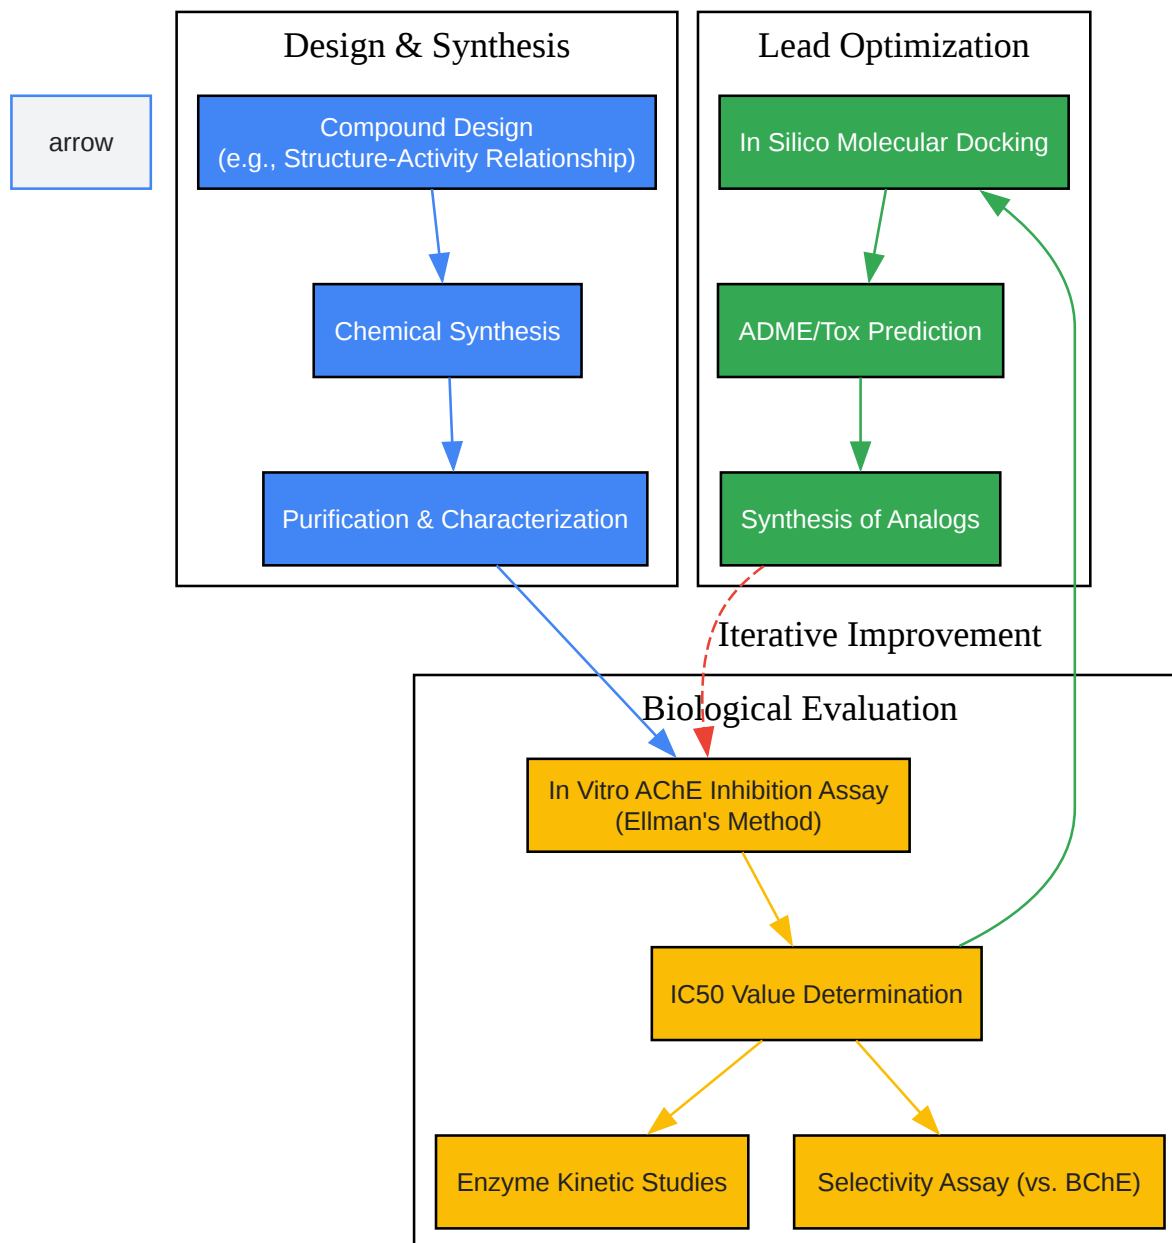 Design & Synthesis
Lead Optimization
arrow
Compound Design
(e.g., Structure-Activity Relationship)
In Silico Molecular Docking
Chemical Synthesis
ADME/Tox Prediction
Purification & Characterization
Synthesis of Analogs
Iterative Improvement
Biological Evaluation
In Vitro AChE Inhibition Assay
(Ellman's Method)
IC50 Value Determination
Enzyme Kinetic Studies
Selectivity Assay (vs. BChE)